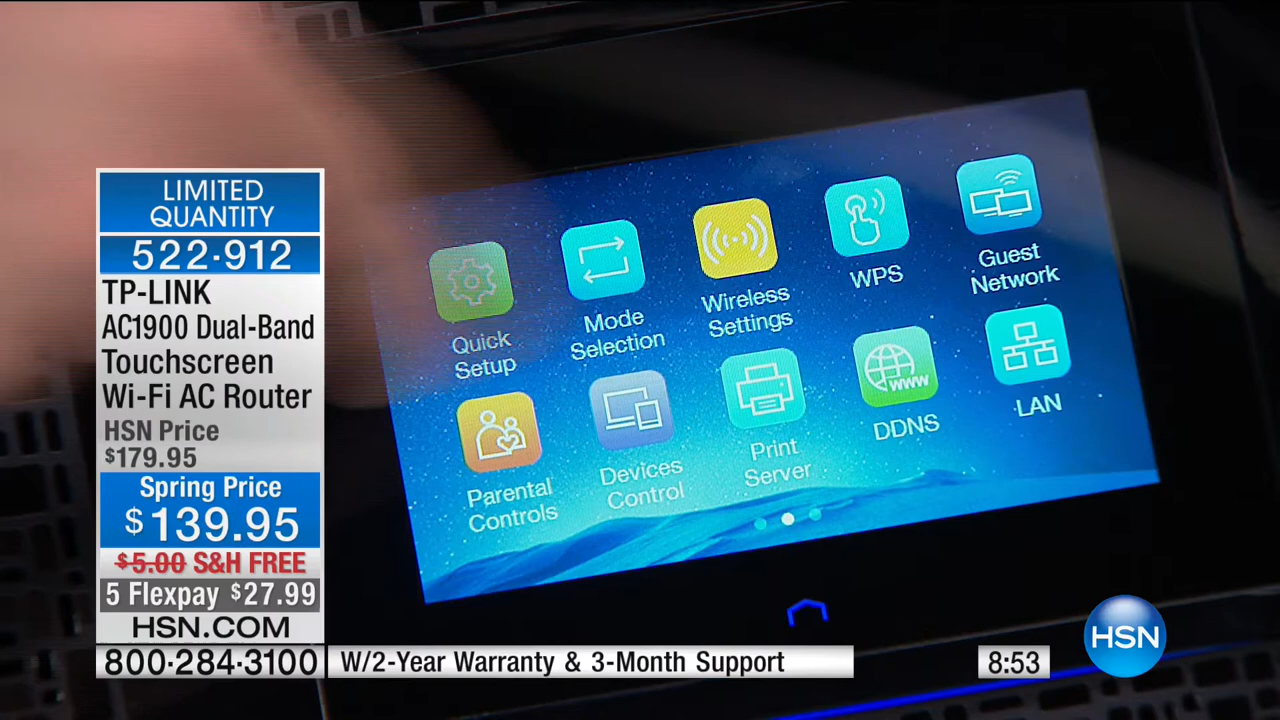 LIMITED
QUANTITY
522·912
TP-LINK
AC1900 Dual-Band
Touchscreen
Wi-Fi AC Router
HSN Price
$179.95
Spring Price
$139.95
$5.00 S&H FREE
5 Flexpay $27.99
HSN.COM
800·284·3100
W/2-Year Warranty & 3-Month Support
8:53
HSN
Quick
Setup
Mode
Selection
Wireless
Settings
WPS
Guest
Network
Parental
Controls
Devices
Control
Print
Server
www
DDNS
LAN